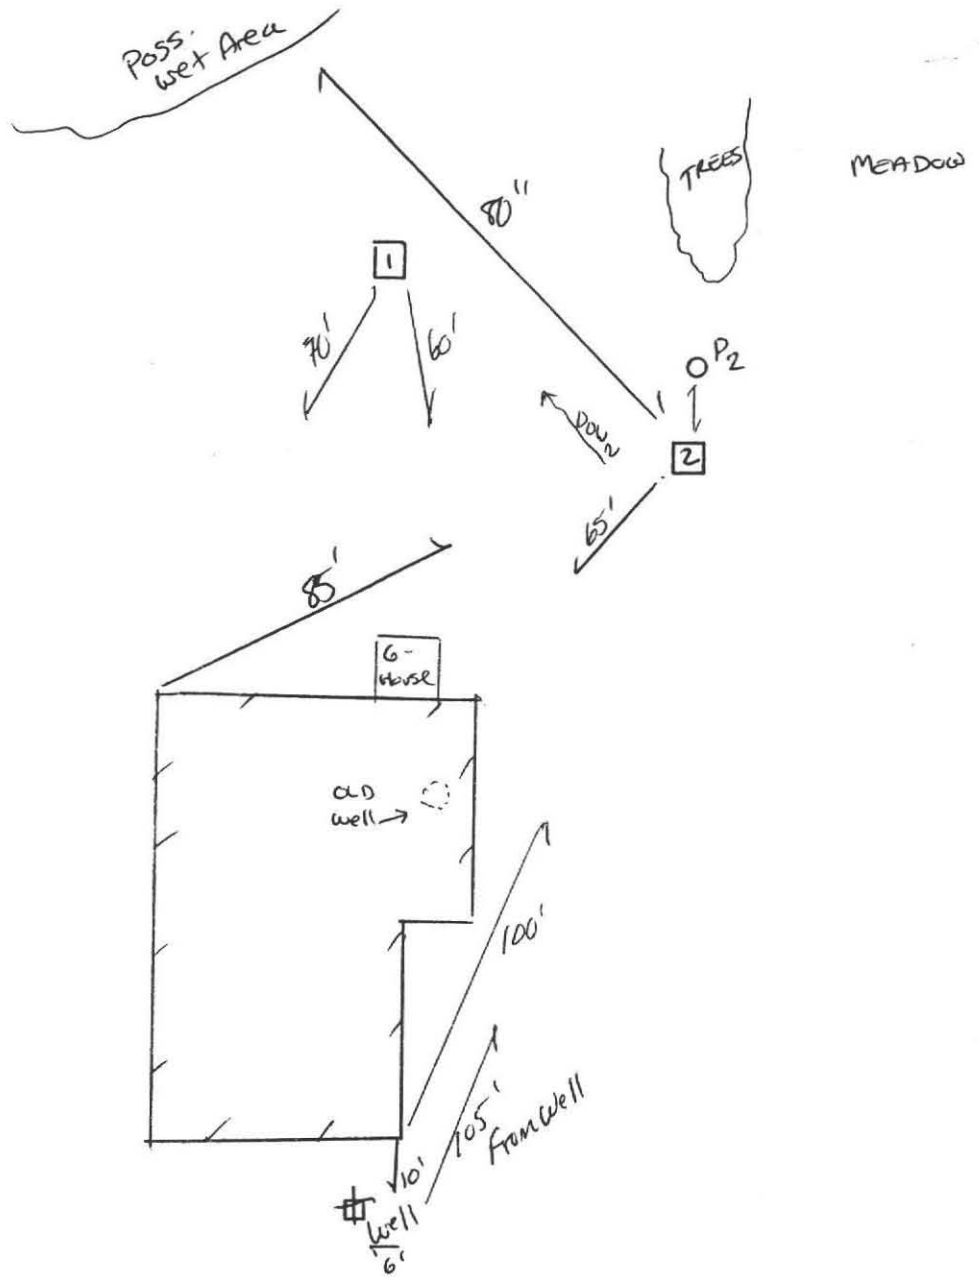 Poss.
wet Area
TREES
MEADOW
80"
1
70'
60'
P2
2
65'
85'
G-
House
OLD
well
100'
105'
From Well
10'
Well
6'